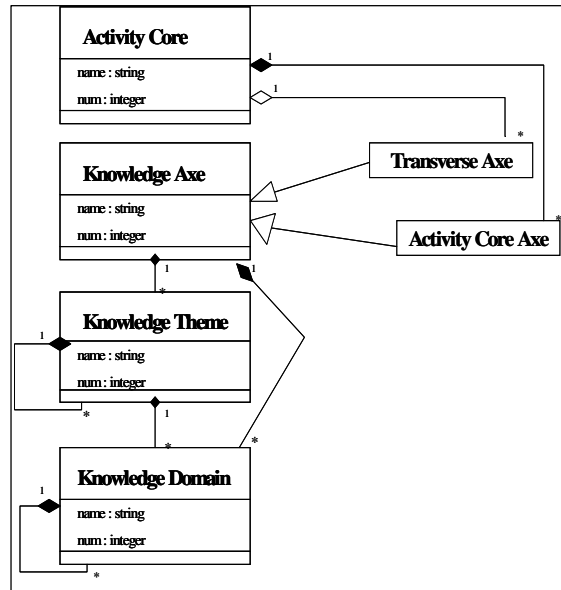 Activity Core
name : string
num : integer
1
1
*
Transverse Axe
Knowledge Axe
name : string
num : integer
*
Activity Core Axe
1
1
*
Knowledge Theme
1
name : string
num : integer
*
1
*
*
Knowledge Domain
1
name : string
num : integer
*